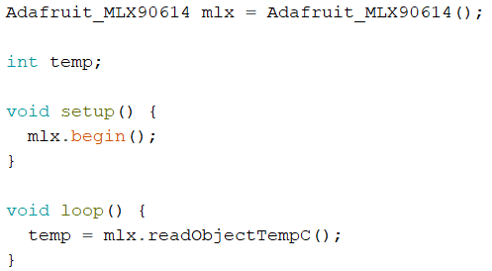 Adafruit_MLX90614 mlx = Adafruit_MLX90614();
int temp;
void setup() {
  mlx.begin();
}
void loop() {
  temp = mlx.readObjectTempC();
}